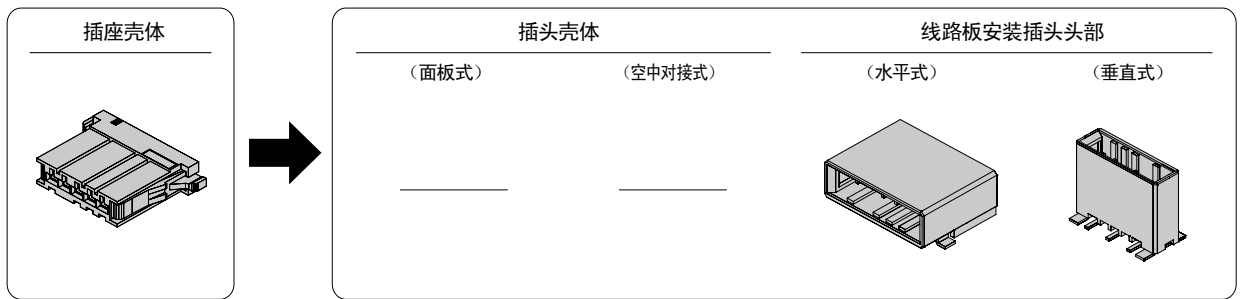 插座壳体
插头壳体
线路板安装插头头部
（面板式）
（空中对接式）
（水平式）
（垂直式）